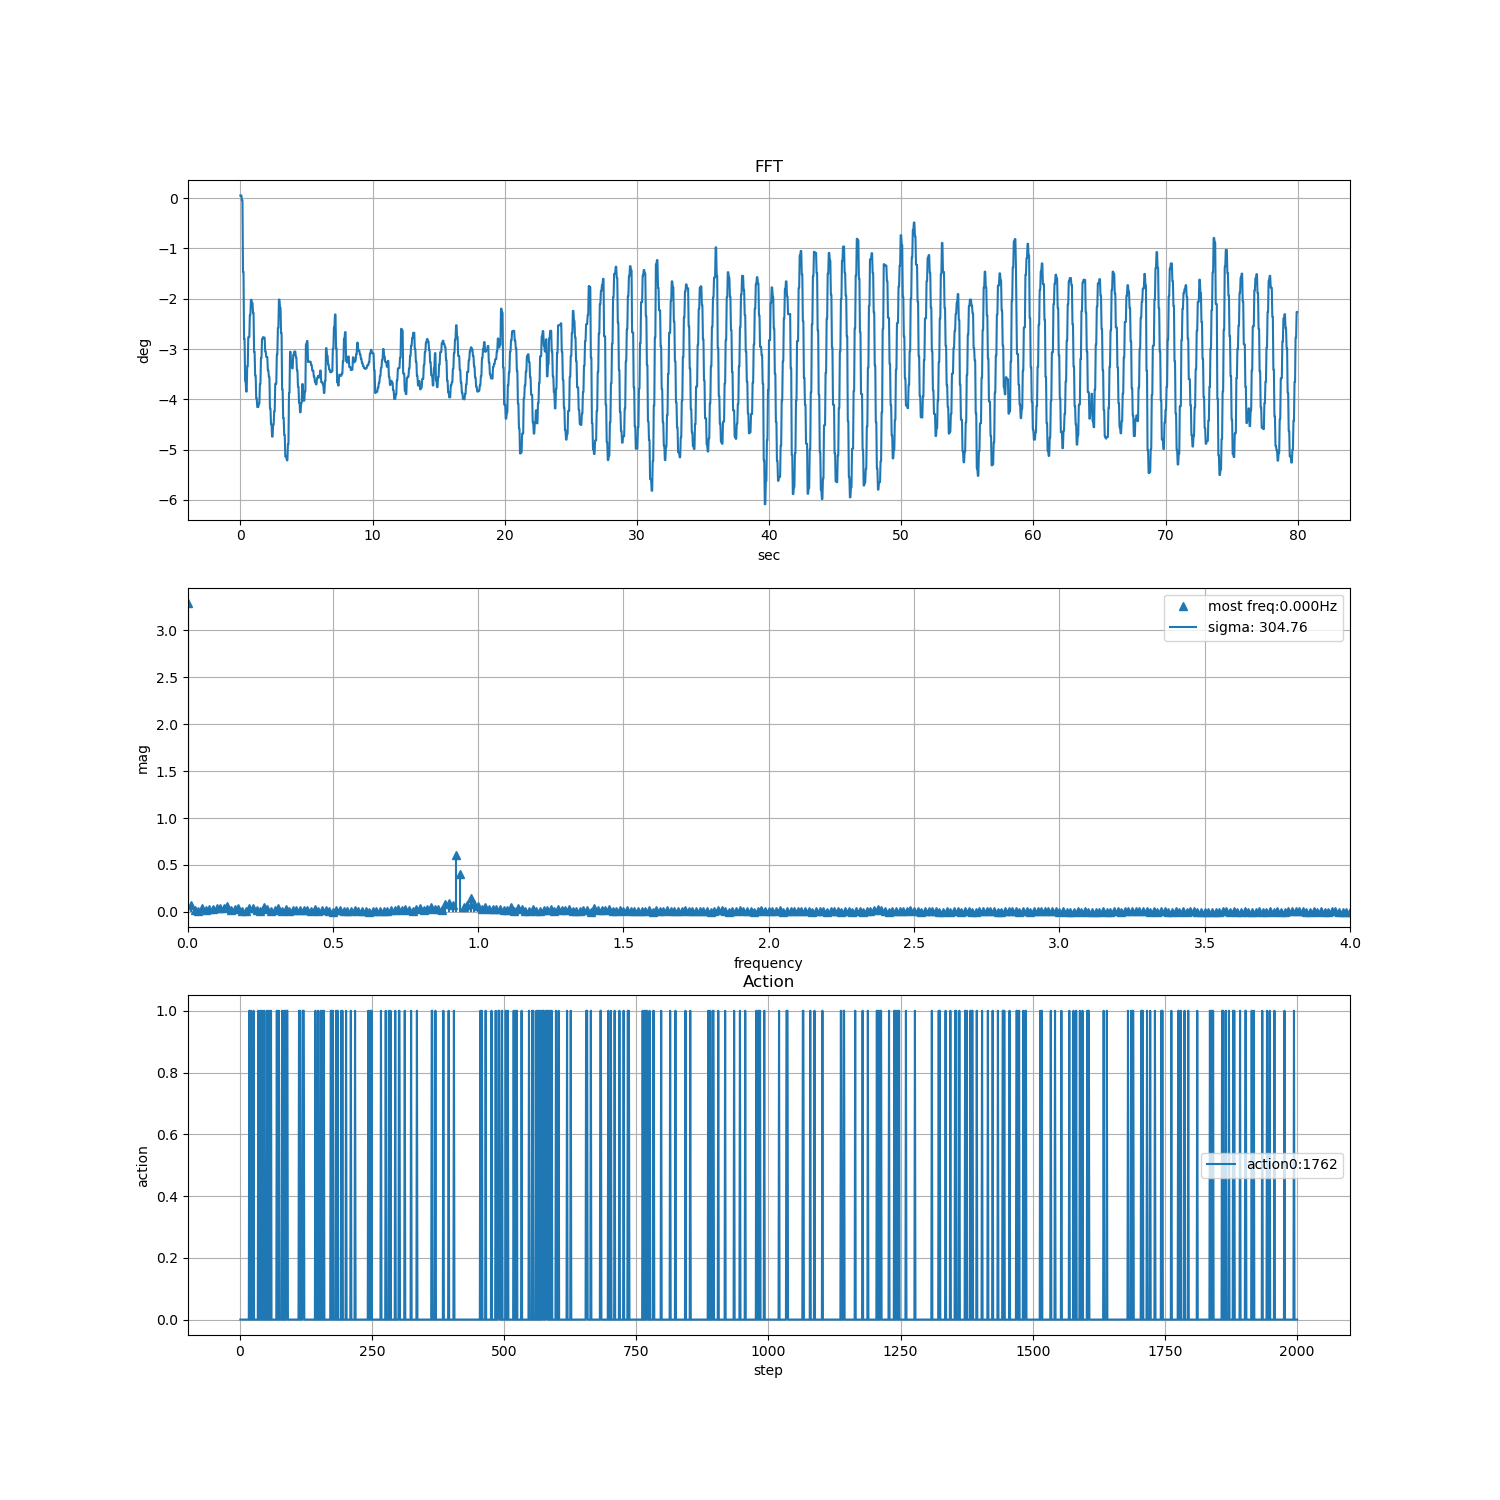 FFT
0
−1
−2
−3
−4
−5
−6
deg
0 10 20 30 40 50 60 70 80
sec
most freq:0.000Hz
sigma: 304.76
3.0
2.5
2.0
1.5
1.0
0.5
0.0
mag
0.0 0.5 1.0 1.5 2.0 2.5 3.0 3.5 4.0
frequency
Action
1.0
0.8
0.6
0.4
0.2
0.0
action
action0:1762
0 250 500 750 1000 1250 1500 1750 2000
step